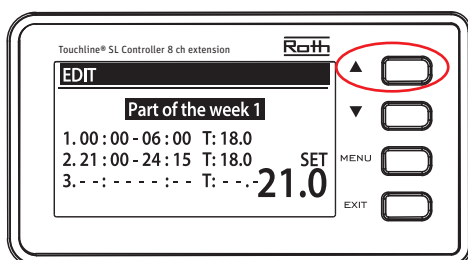 Touchline® SL Controller 8 ch extension
Roth
EDIT
Part of the week 1
1. 00 : 00 - 06 : 00 T: 18.0
2. 21 : 00 - 24 : 15 T: 18.0
SET
3. - - : - - - - : - - T: - - . -
21.0
▲
▼
MENU
EXIT